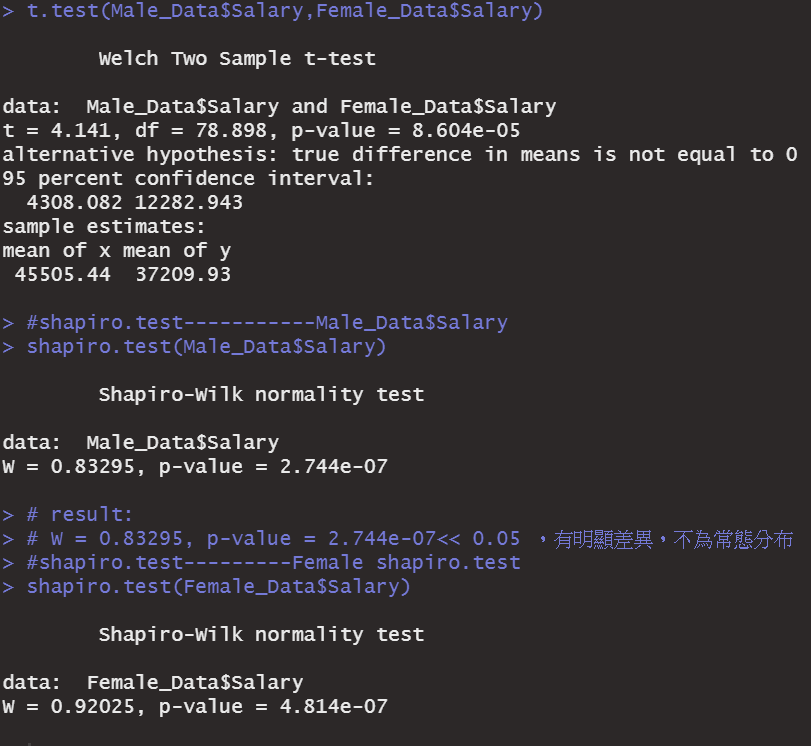 > t.test(Male_Data$Salary,Female_Data$Salary)
Welch Two Sample t-test
data:  Male_Data$Salary and Female_Data$Salary
t = 4.141, df = 78.898, p-value = 8.604e-05
alternative hypothesis: true difference in means is not equal to 0
95 percent confidence interval:
4308.082 12282.943
sample estimates:
mean of x mean of y
45505.44  37209.93
> #shapiro.test-----------Male_Data$Salary
> shapiro.test(Male_Data$Salary)
Shapiro-Wilk normality test
data:  Male_Data$Salary
W = 0.83295, p-value = 2.744e-07
> # result:
> # W = 0.83295, p-value = 2.744e-07<< 0.05 ，有明顯差異，不為常態分布
> #shapiro.test---------Female shapiro.test
> shapiro.test(Female_Data$Salary)
Shapiro-Wilk normality test
data:  Female_Data$Salary
W = 0.92025, p-value = 4.814e-07